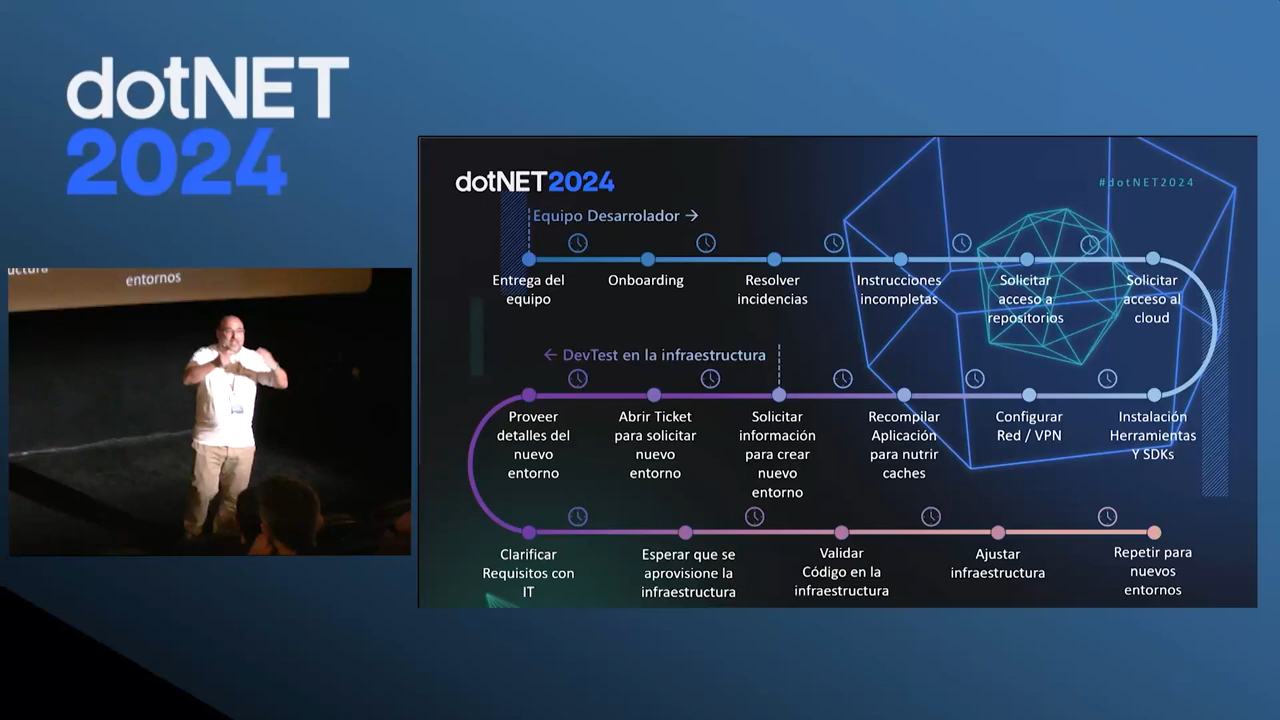 dotNET
2024
uctura
entornos
dotNET2024
#dotNET2024
Equipo Desarrolador →
Entrega del
equipo
Onboarding
Resolver
incidencias
Instrucciones
incompletas
Solicitar
acceso a
repositorios
Solicitar
acceso al
cloud
← DevTest en la infraestructura
Proveer
detalles del
nuevo
entorno
Abrir Ticket
para solicitar
nuevo
entorno
Solicitar
información
para crear
nuevo
entorno
Recompilar
Aplicación
para nutrir
caches
Configurar
Red / VPN
Instalación
Herramientas
Y SDKs
Clarificar
Requisitos con
IT
Esperar que se
aprovisione la
infraestructura
Validar
Código en la
infraestructura
Ajustar
infraestructura
Repetir para
nuevos
entornos